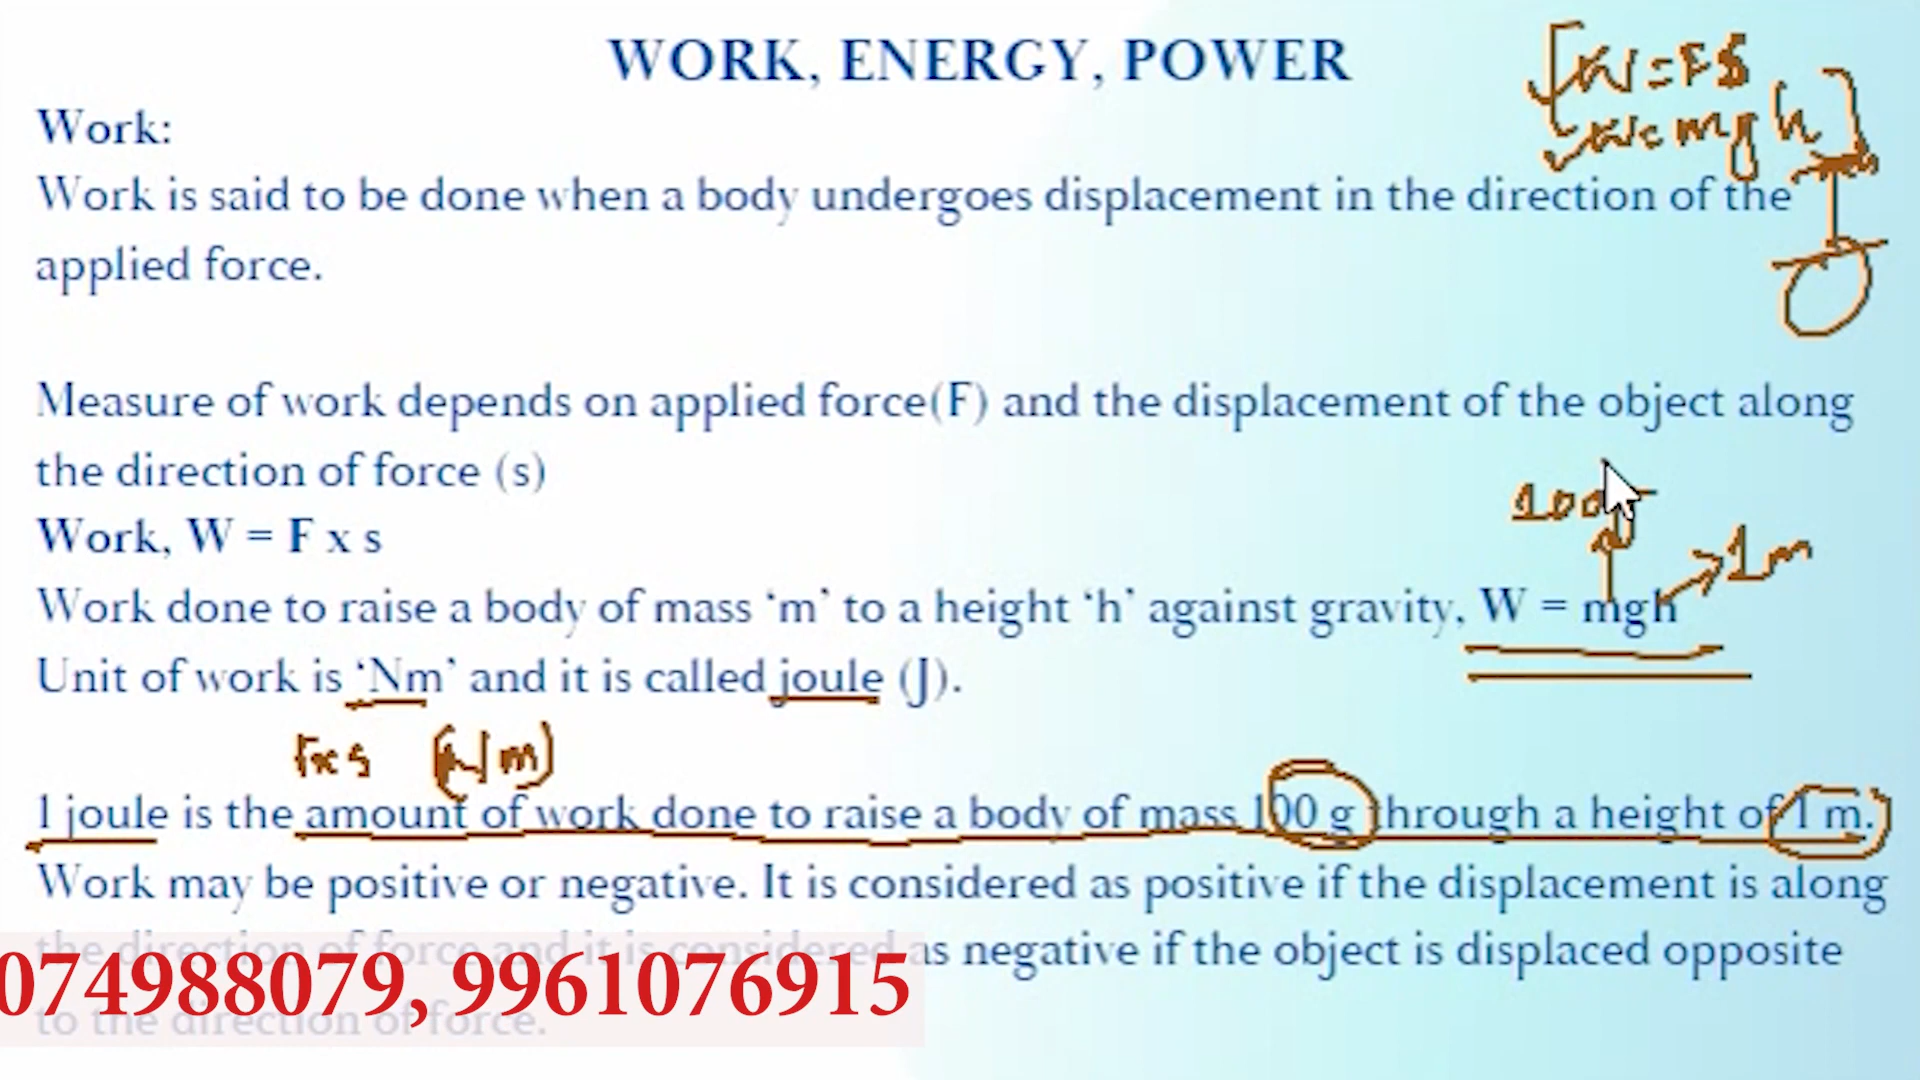 WORK, ENERGY, POWER
W=FS
W=mgh
Work:
Work is said to be done when a body undergoes displacement in the direction of the
applied force.
Measure of work depends on applied force(F) and the displacement of the object along
the direction of force (s)
100
Work, W = F x s
1m
Work done to raise a body of mass ‘m’ to a height ‘h’ against gravity, W = mgh
Unit of work is ‘Nm’ and it is called joule (J).
F×s (Nm)
1 joule is the amount of work done to raise a body of mass 100 g through a height of 1 m.
Work may be positive or negative. It is considered as positive if the displacement is along
the direction of force and it is considered as negative if the object is displaced opposite
074988079, 9961076915
to the direction of force.